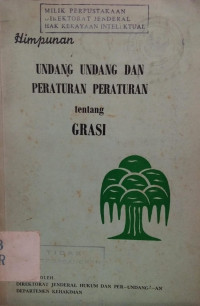 MILIK PERPUSTAKAAN
DIREKTORAT JENDERAL
HAK KEKAYAAN INTELEKTUAL
Himpunan
UNDANG UNDANG DAN
PERATURAN PERATURAN
tentang
GRASI
OLEH:
DIREKTORAT JENDERAL HUKUM DAN PER-UNDANG2-AN
DEPARTEMEN KEHAKIMAN